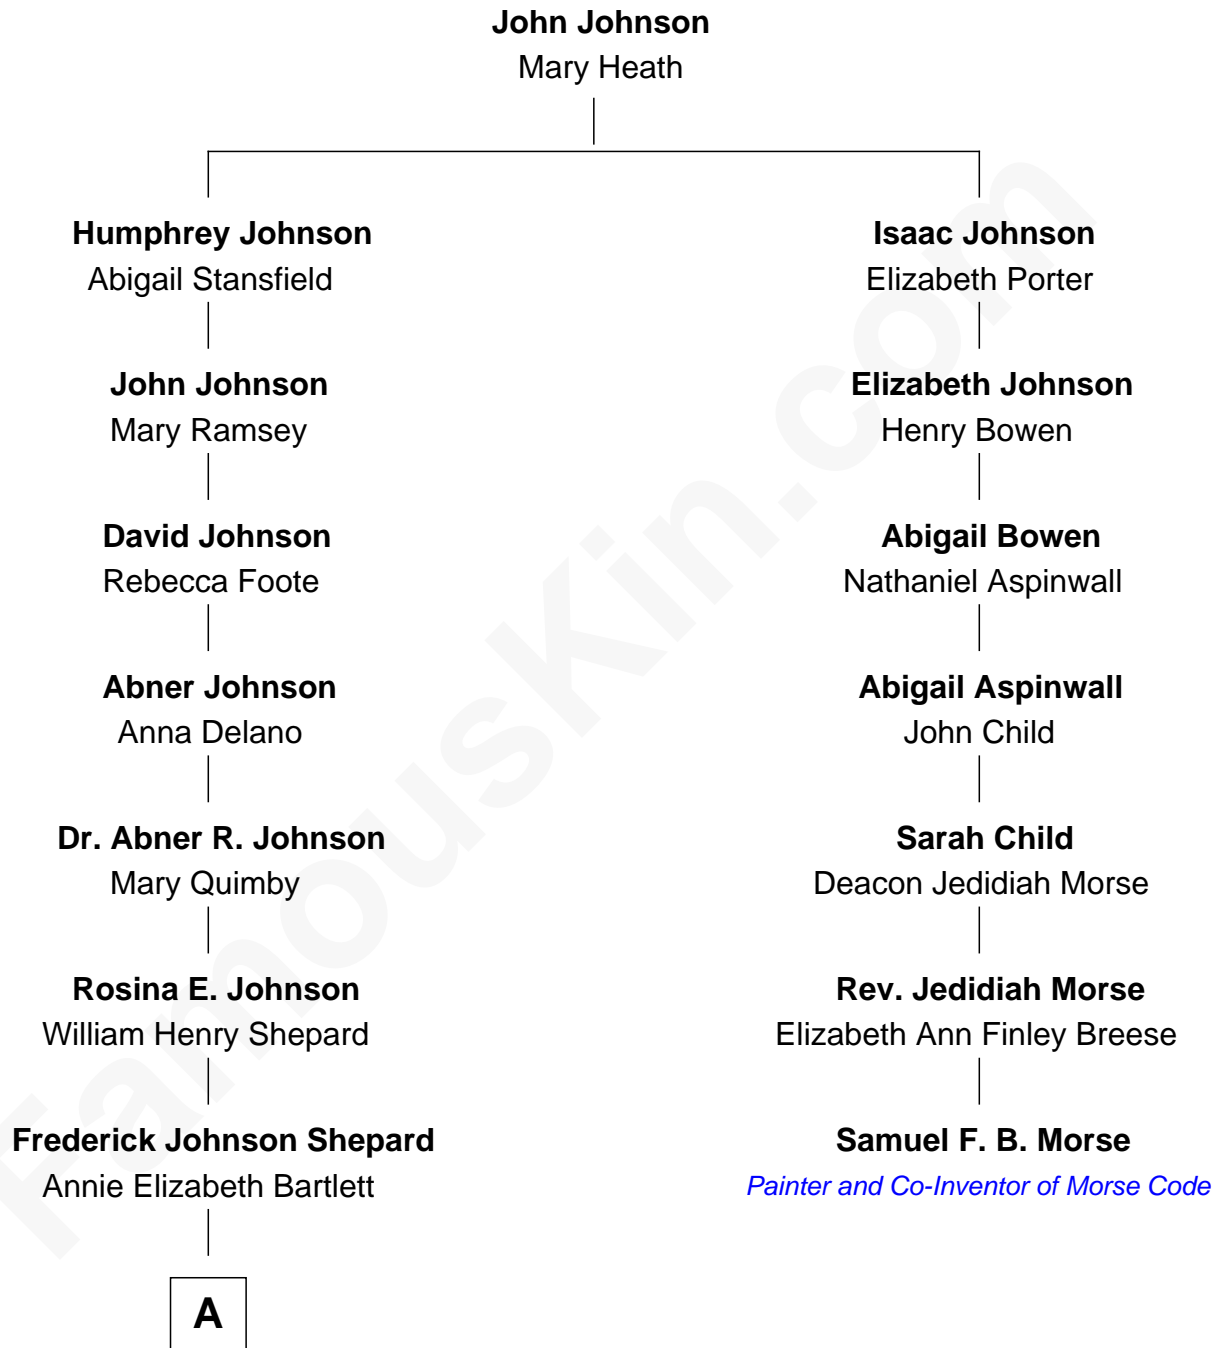 John Johnson
Mary Heath
Humphrey Johnson
Abigail Stansfield
John Johnson
Mary Ramsey
David Johnson
Rebecca Foote
Abner Johnson
Anna Delano
Dr. Abner R. Johnson
Mary Quimby
Rosina E. Johnson
William Henry Shepard
Frederick Johnson Shepard
Annie Elizabeth Bartlett
A
Isaac Johnson
Elizabeth Porter
Elizabeth Johnson
Henry Bowen
Abigail Bowen
Nathaniel Aspinwall
Abigail Aspinwall
John Child
Sarah Child
Deacon Jedidiah Morse
Rev. Jedidiah Morse
Elizabeth Ann Finley Breese
Samuel F. B. Morse
Painter and Co-Inventor of Morse Code
FamousKin.com